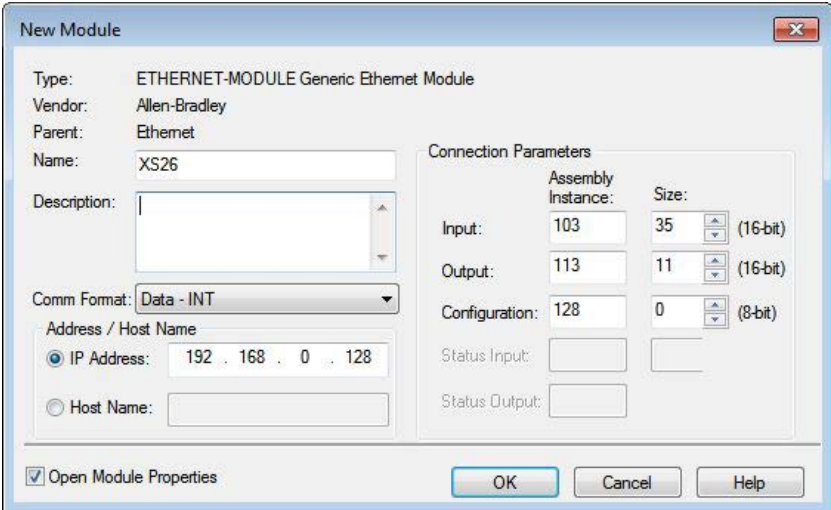 New Module
Type: ETHERNET-MODULE Generic Ethernet Module
Vendor: Allen-Bradley
Parent: Ethernet
Name: XS26
Description:
Comm Format: Data - INT
Address / Host Name
IP Address: 192 . 168 . 0 . 128
Host Name:
Connection Parameters
Assembly
Instance: Size:
Input: 103 35 (16-bit)
Output: 113 11 (16-bit)
Configuration: 128 0 (8-bit)
Status Input:
Status Output:
Open Module Properties
OK Cancel Help